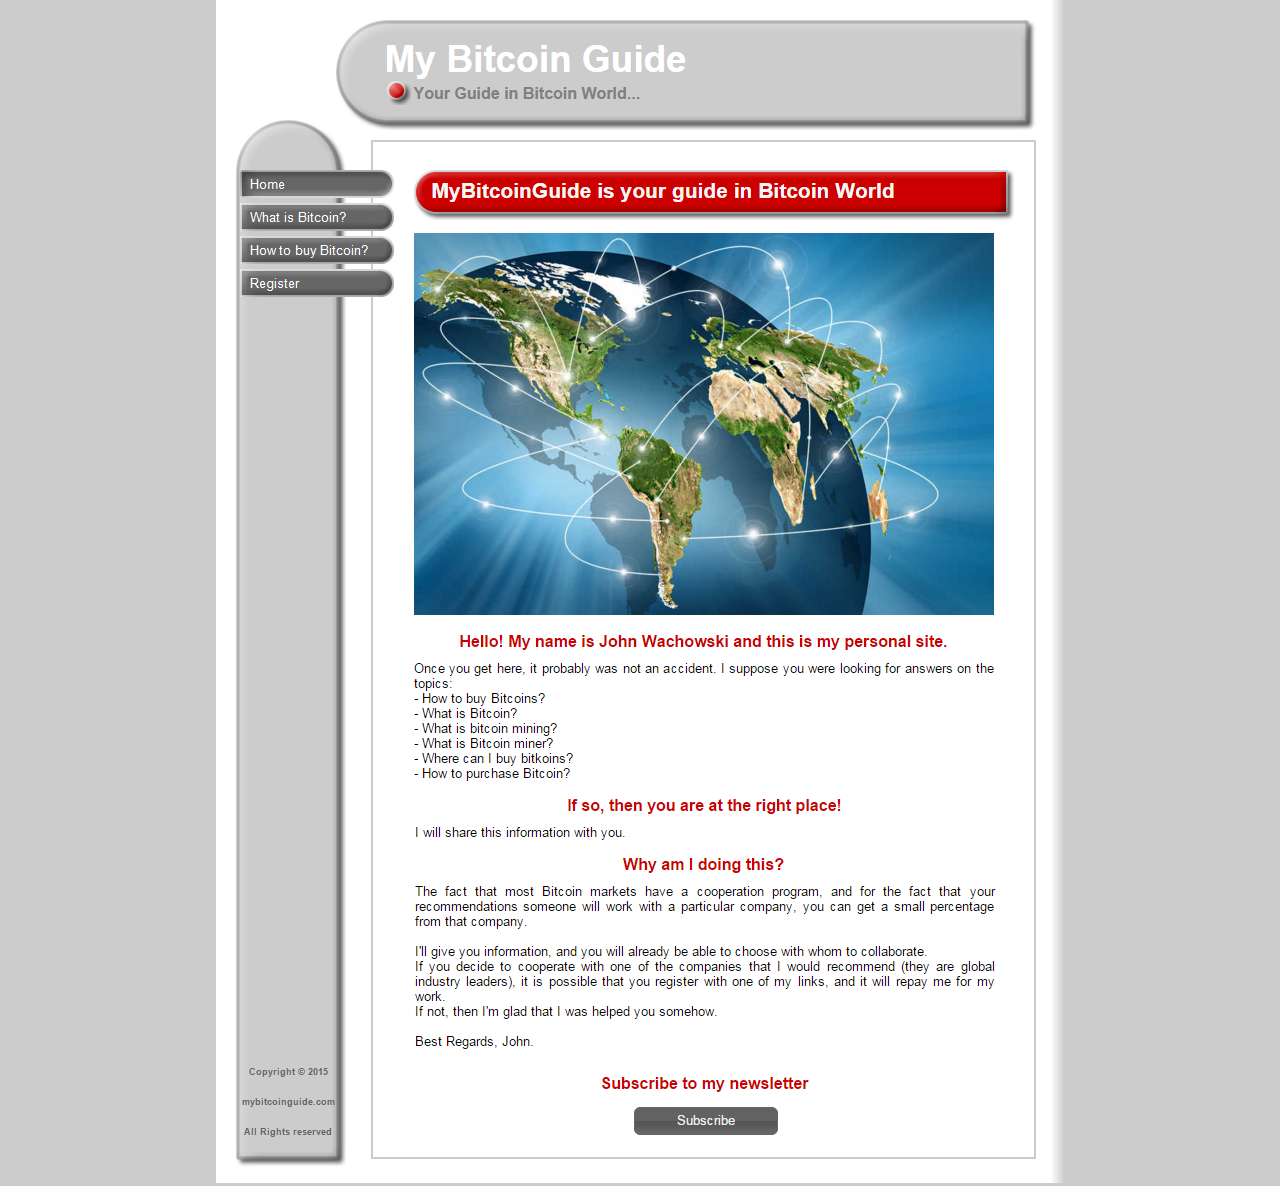 My Bitcoin Guide
Your Guide in Bitcoin World...
Home
What is Bitcoin?
How to buy Bitcoin?
Register
MyBitcoinGuide is your guide in Bitcoin World
Hello! My name is John Wachowski and this is my personal site.
Once you get here, it probably was not an accident. I suppose you were looking for answers on the
topics:
- How to buy Bitcoins?
- What is Bitcoin?
- What is bitcoin mining?
- What is Bitcoin miner?
- Where can I buy bitkoins?
- How to purchase Bitcoin?
If so, then you are at the right place!
I will share this information with you.
Why am I doing this?
The fact that most Bitcoin markets have a cooperation program, and for the fact that your
recommendations someone will work with a particular company, you can get a small percentage
from that company.
I'll give you information, and you will already be able to choose with whom to collaborate.
If you decide to cooperate with one of the companies that I would recommend (they are global
industry leaders), it is possible that you register with one of my links, and it will repay me for my
work.
If not, then I'm glad that I was helped you somehow.
Best Regards, John.
Subscribe to my newsletter
Subscribe
Copyright © 2015
mybitcoinguide.com
All Rights reserved